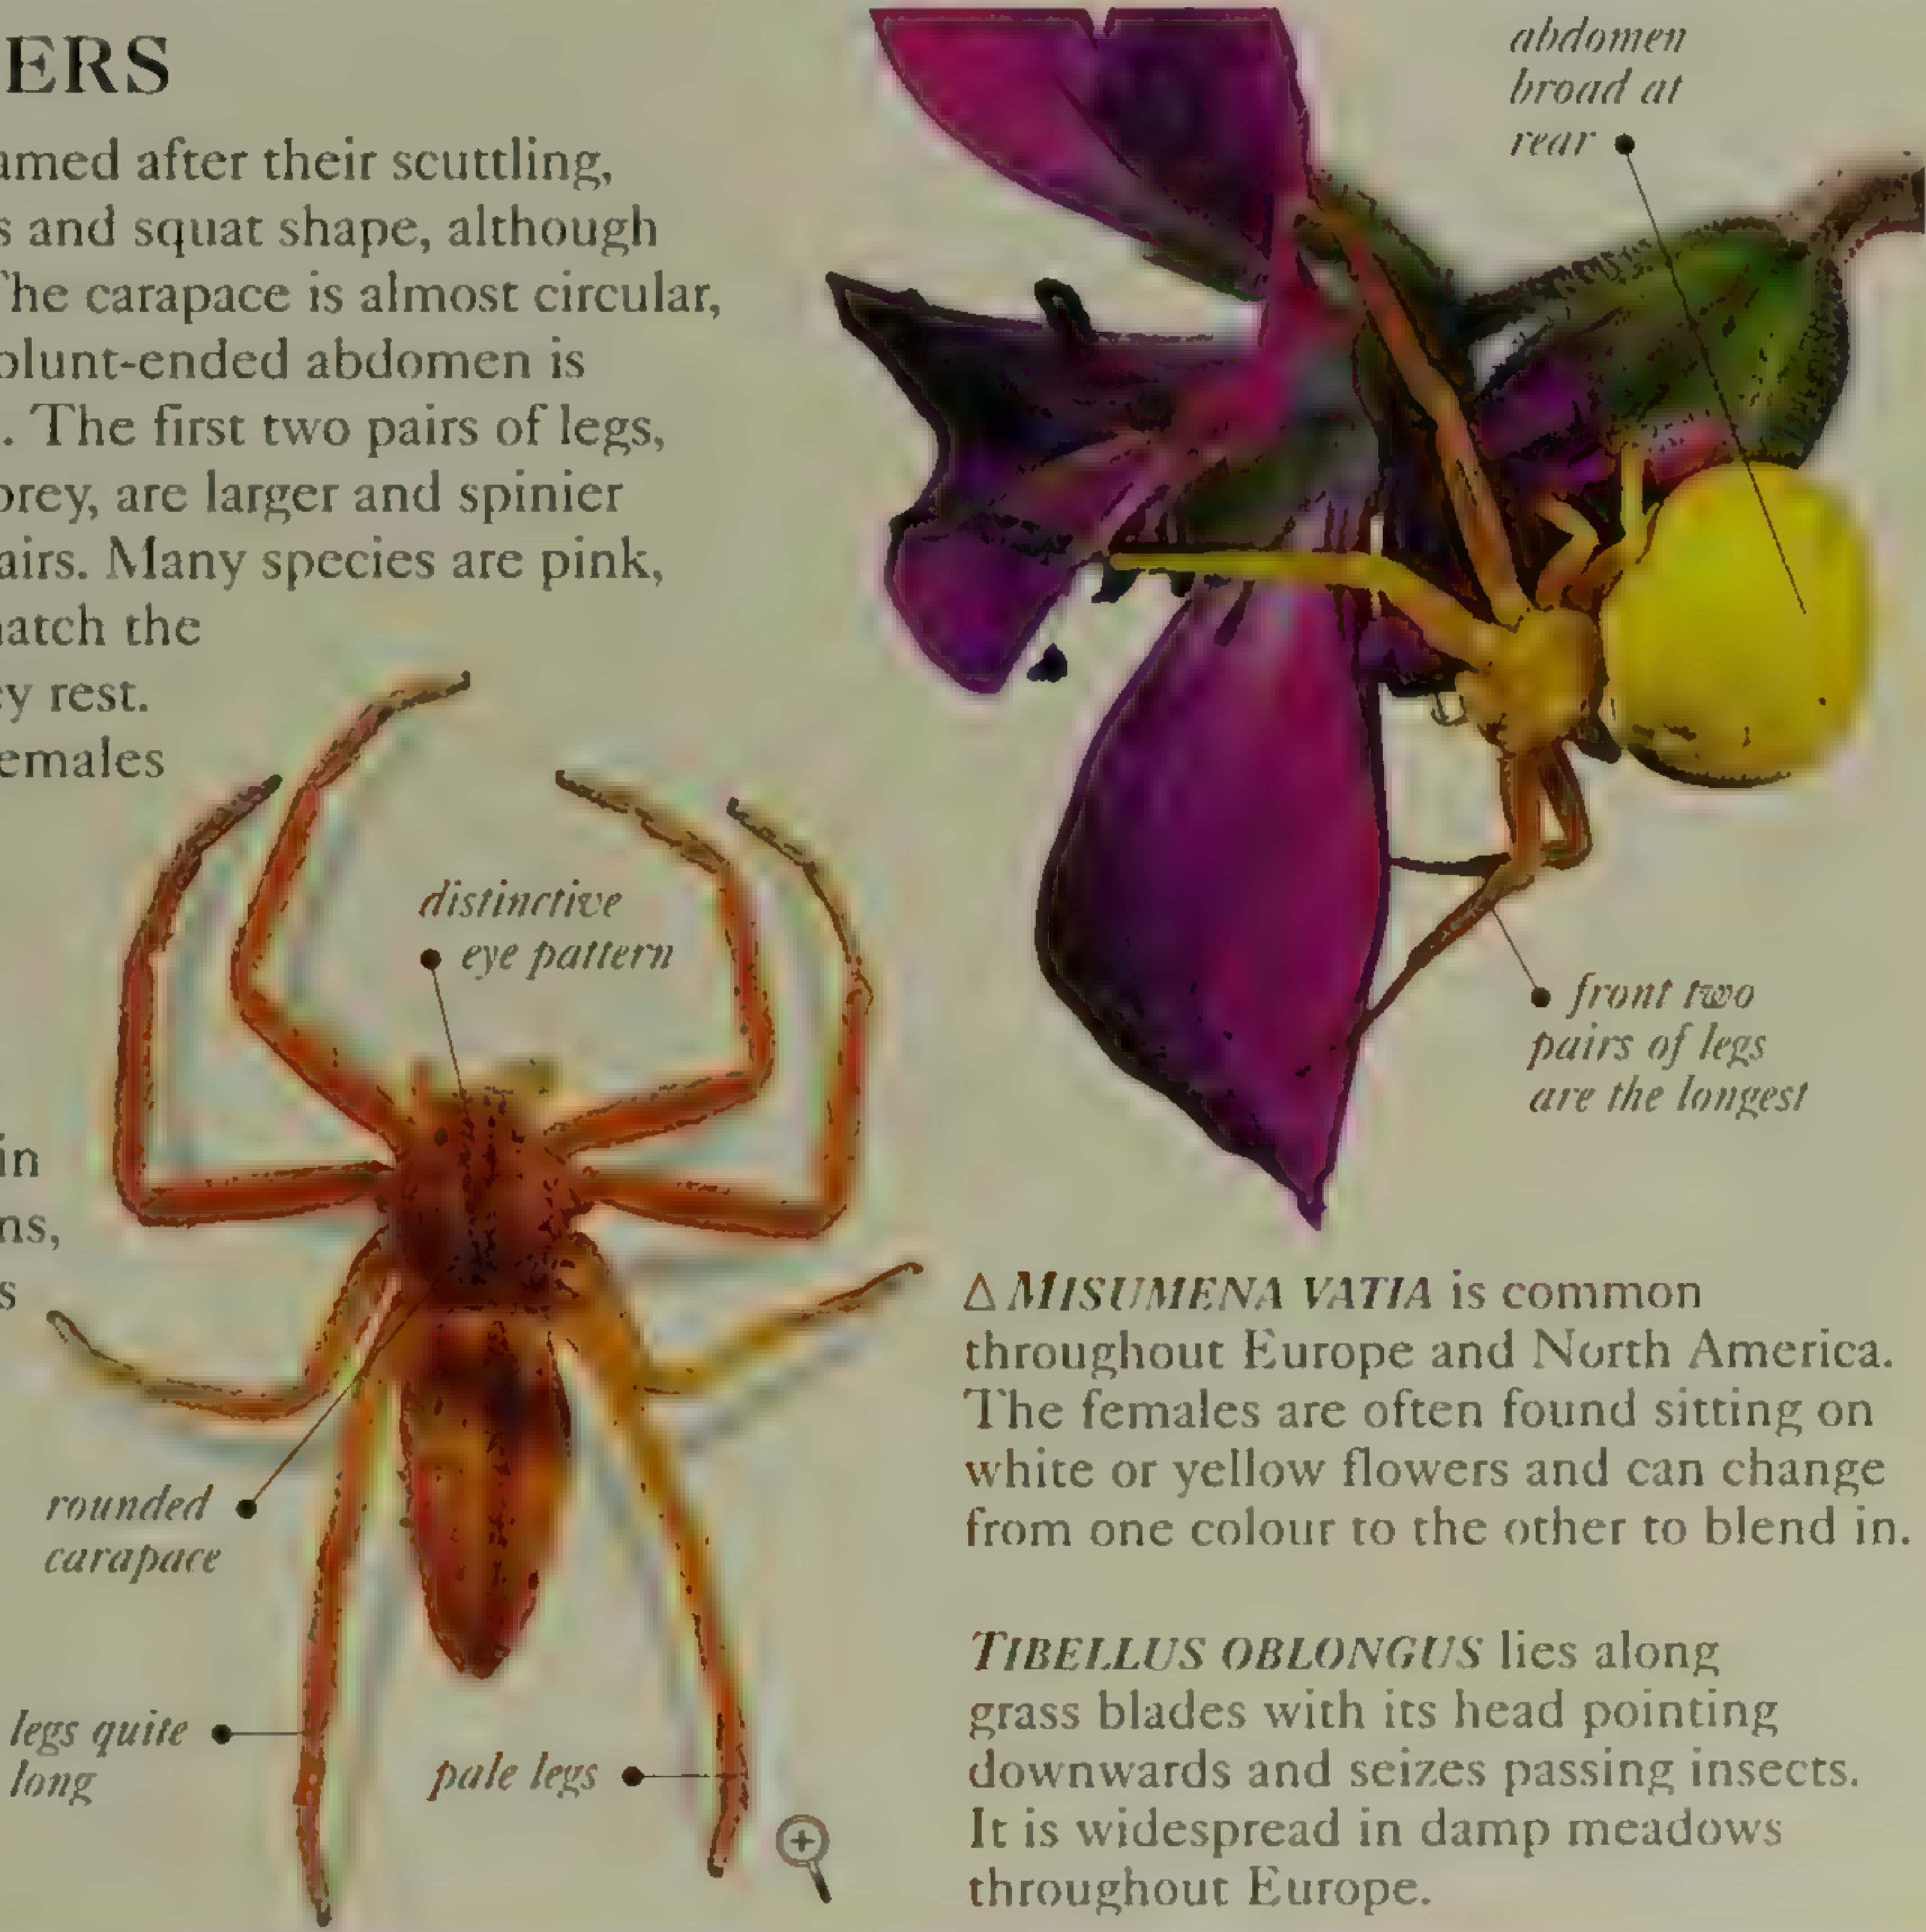 ERS
amed after their scuttling,
s and squat shape, although
The carapace is almost circular,
blunt-ended abdomen is
. The first two pairs of legs,
prey, are larger and spinier
airs. Many species are pink,
natch the
ey rest.
emales
in
ns,
s
distinctive
eye pattern
rounded
carapace
legs quite
long
pale legs
abdomen
broad at
rear
front two
pairs of legs
are the longest
△ MISUMENA VATIA is common
throughout Europe and North America.
The females are often found sitting on
white or yellow flowers and can change
from one colour to the other to blend in.
TIBELLUS OBLONGUS lies along
grass blades with its head pointing
downwards and seizes passing insects.
It is widespread in damp meadows
throughout Europe.